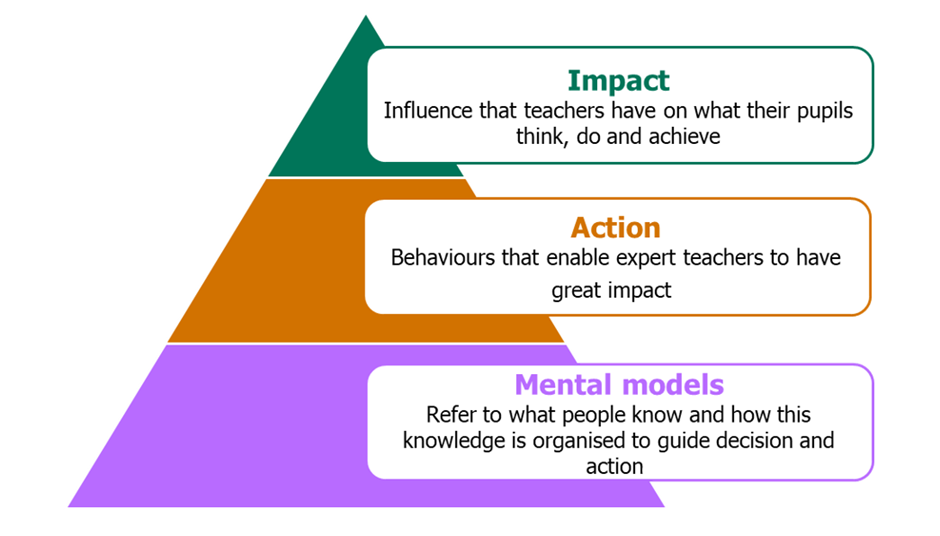 Impact
Influence that teachers have on what their pupils
think, do and achieve
Action
Behaviours that enable expert teachers to have
great impact
Mental models
Refer to what people know and how this
knowledge is organised to guide decision and
action